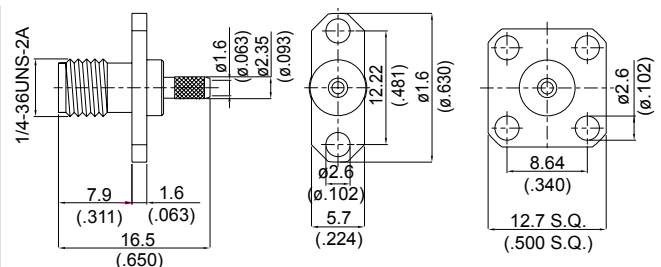 1/4-36UNS-2A
ø1.6
(ø.063)
ø2.35
(ø.093)
7.9
(.311)
1.6
(.063)
16.5
(.650)
12.22
(.481)
ø1.6
(ø.630)
ø2.6
(ø.102)
5.7
(.224)
ø2.6
(ø.102)
8.64
(.340)
12.7 S.Q.
(.500 S.Q.)